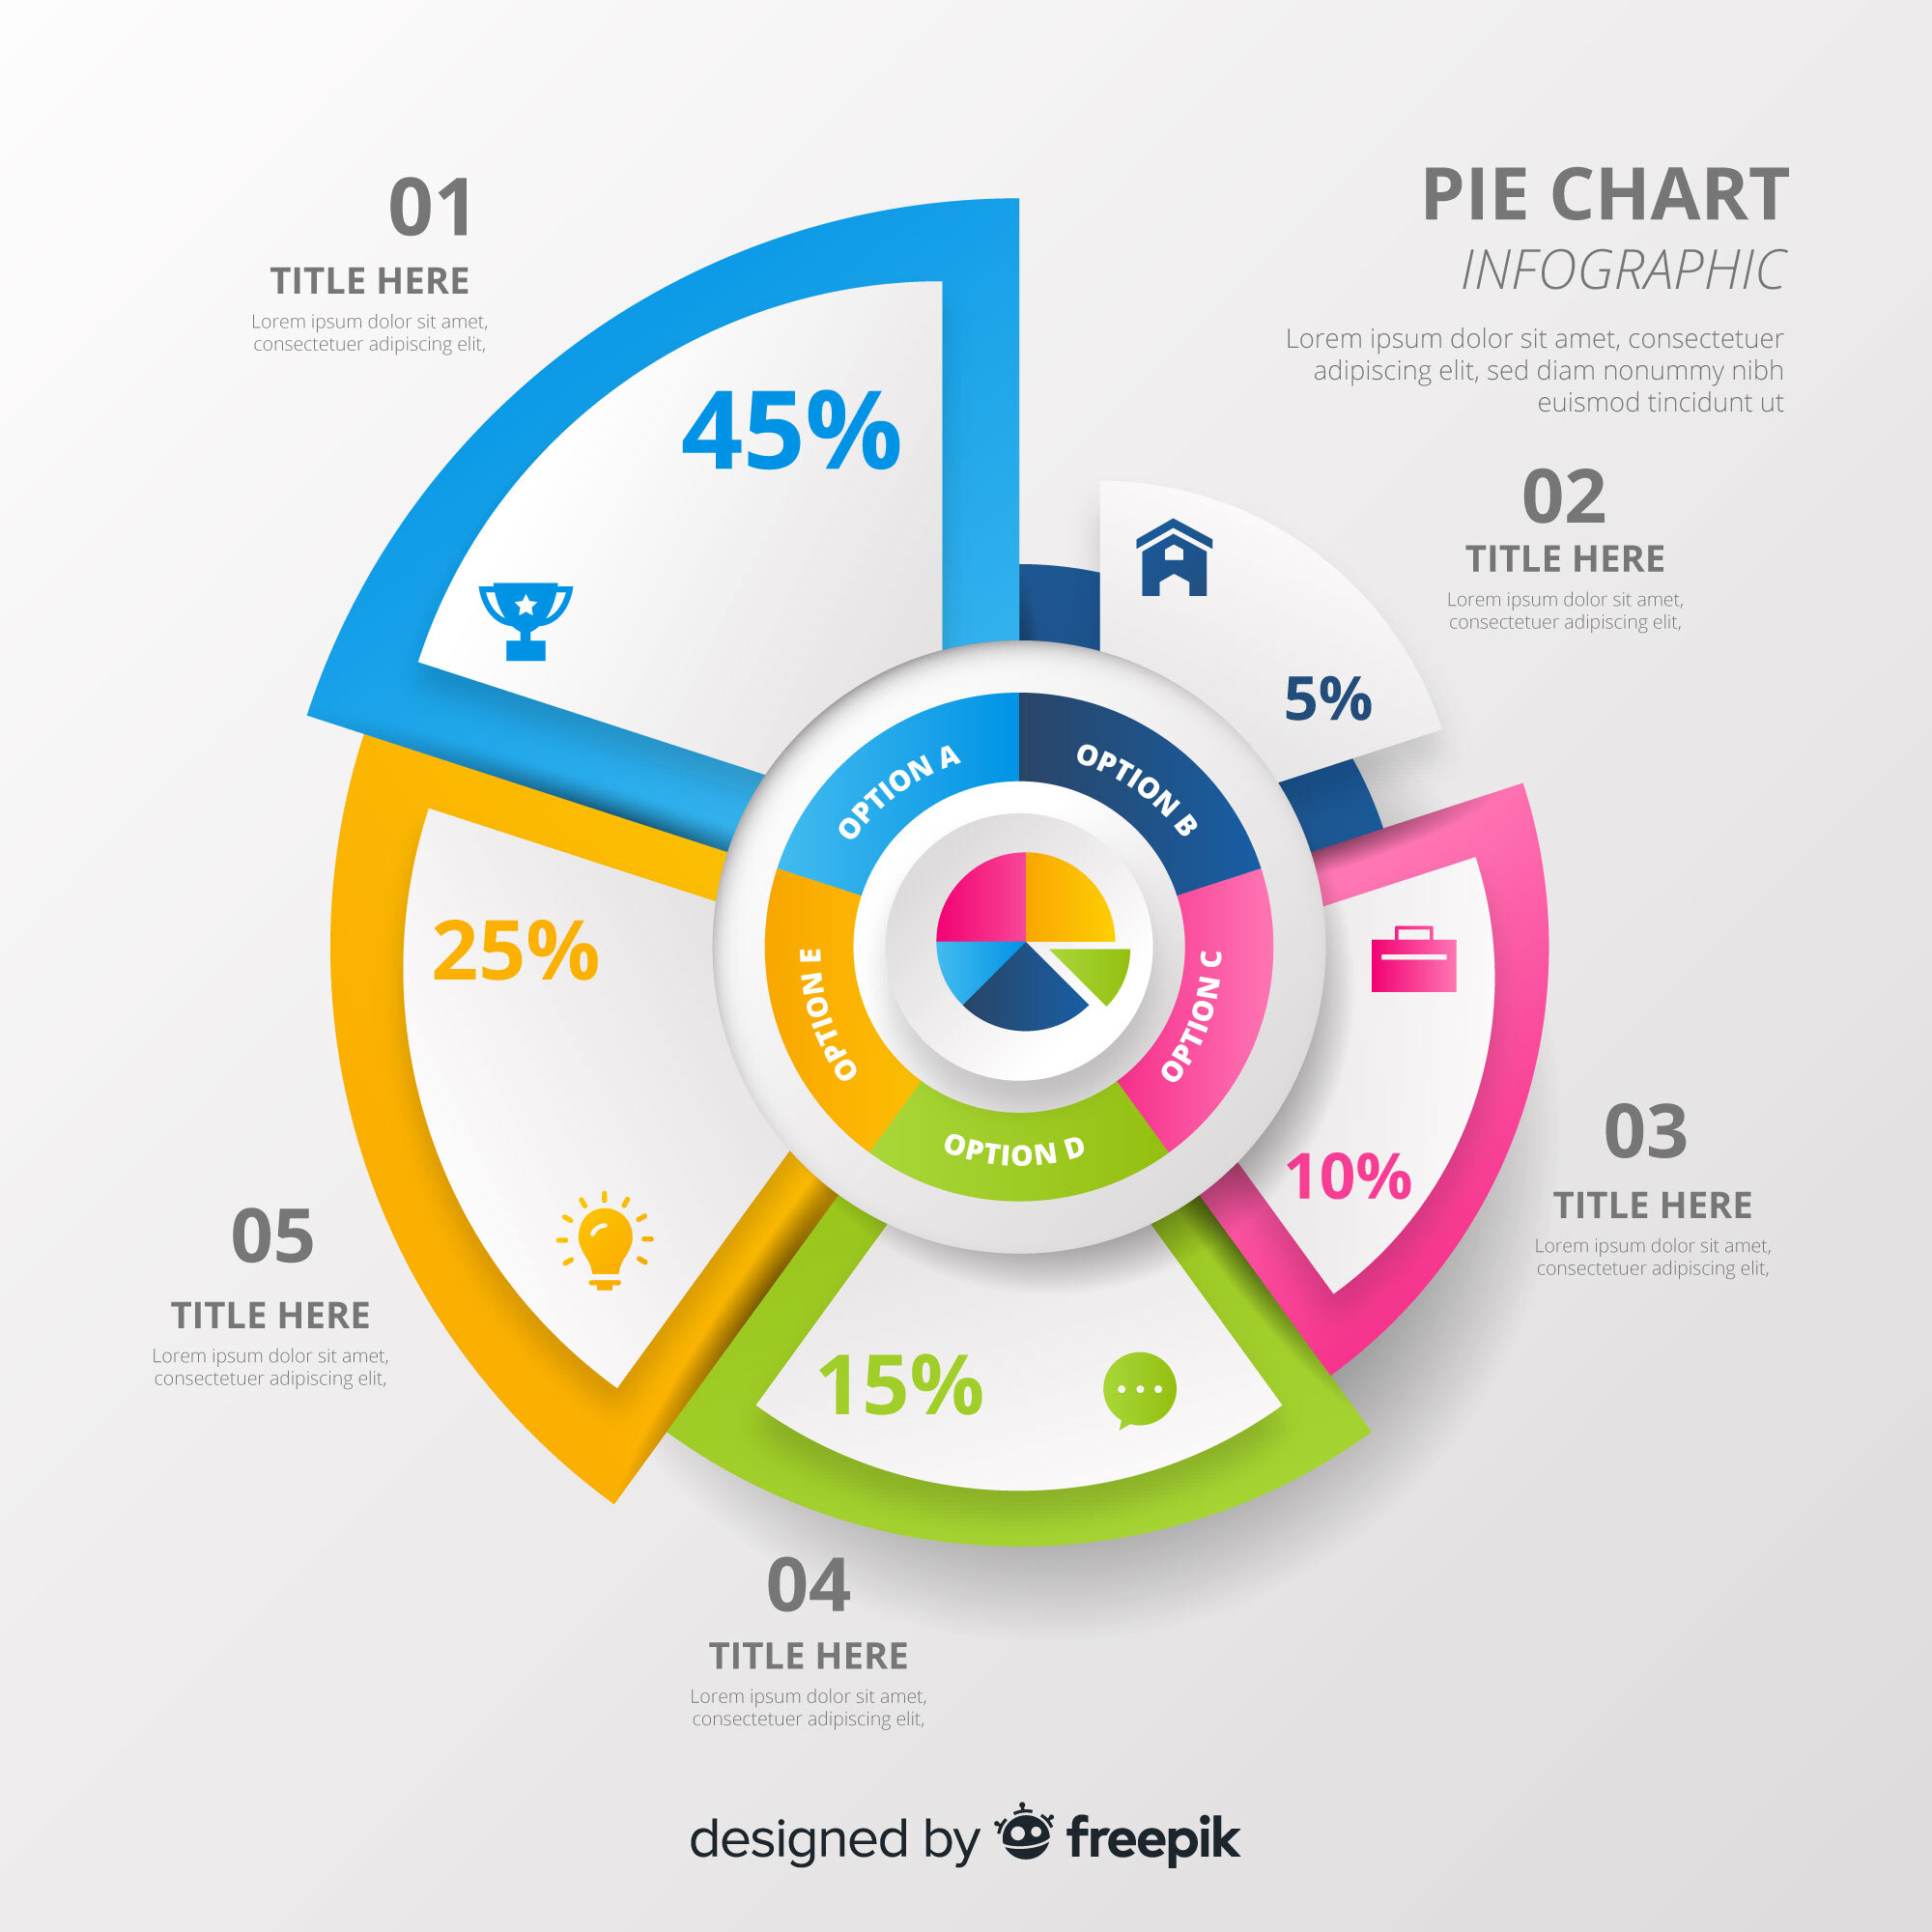 PIE CHART
INFOGRAPHIC
Lorem ipsum dolor sit amet, consectetuer
adipiscing elit, sed diam nonummy nibh
euismod tincidunt ut
01
TITLE HERE
Lorem ipsum dolor sit amet,
consectetuer adipiscing elit,
45%
02
TITLE HERE
Lorem ipsum dolor sit amet,
consectetuer adipiscing elit,
5%
OPTION A
OPTION B
OPTION C
OPTION D
OPTION E
25%
10%
03
TITLE HERE
Lorem ipsum dolor sit amet,
consectetuer adipiscing elit,
15%
05
TITLE HERE
Lorem ipsum dolor sit amet,
consectetuer adipiscing elit,
04
TITLE HERE
Lorem ipsum dolor sit amet,
consectetuer adipiscing elit,
designed by freepik